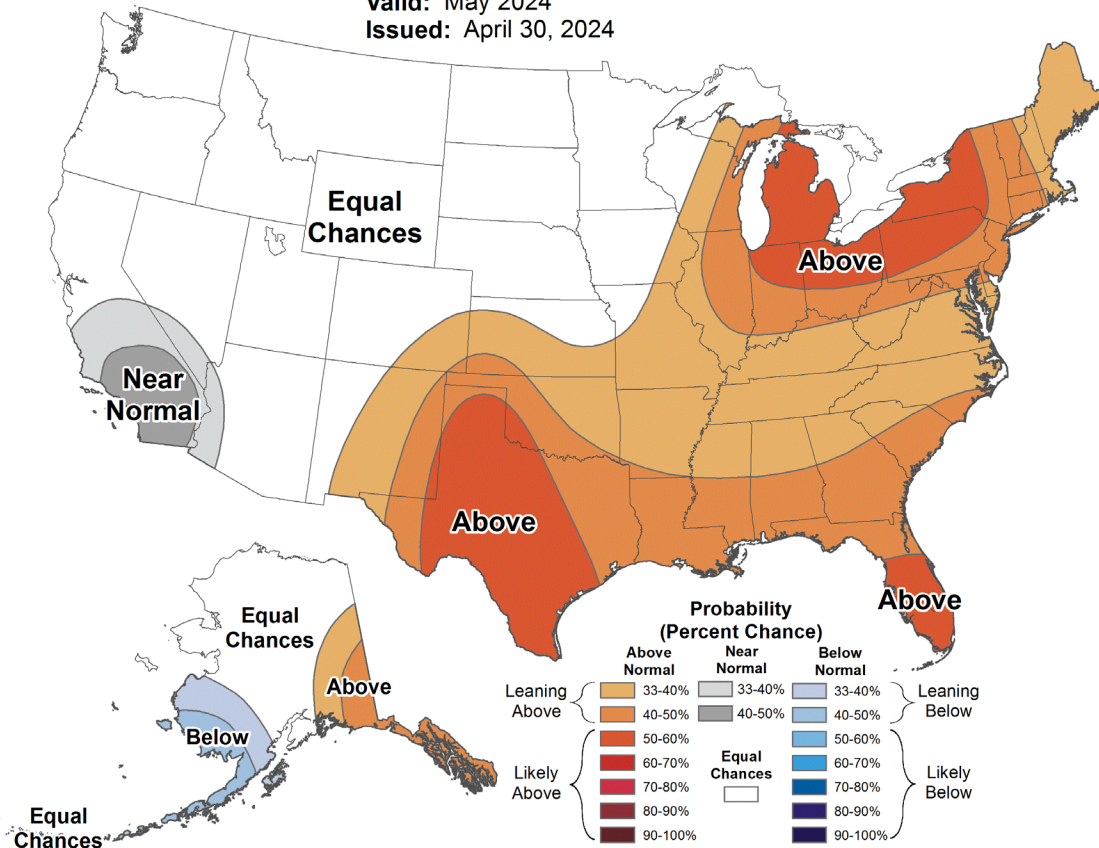 Valid: May 2024
Issued: April 30, 2024
Equal
Chances
Above
Near
Normal
Above
Above
Equal
Chances
Above
Below
Equal
Chances
Probability
(Percent Chance)
Above
Normal
Near
Normal
Below
Normal
Leaning
Above
33-40%
33-40%
33-40%
Leaning
Below
40-50%
40-50%
40-50%
50-60%
50-60%
60-70%
Equal
Chances
60-70%
Likely
Above
70-80%
70-80%
Likely
Below
80-90%
80-90%
90-100%
90-100%